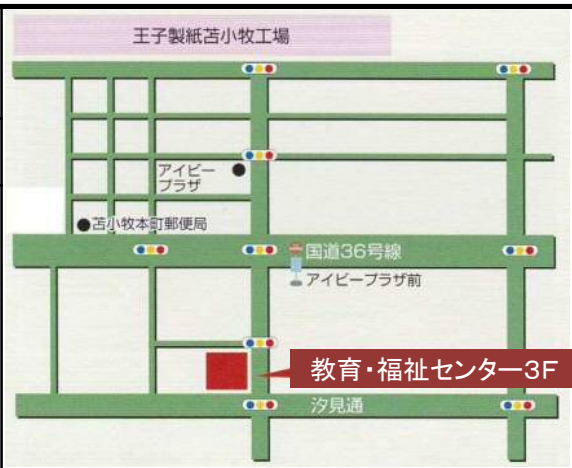 王子製紙苫小牧工場
アイビー
プラザ
苫小牧本町郵便局
国道36号線
アイビープラザ前
教育・福祉センター3F
汐見通